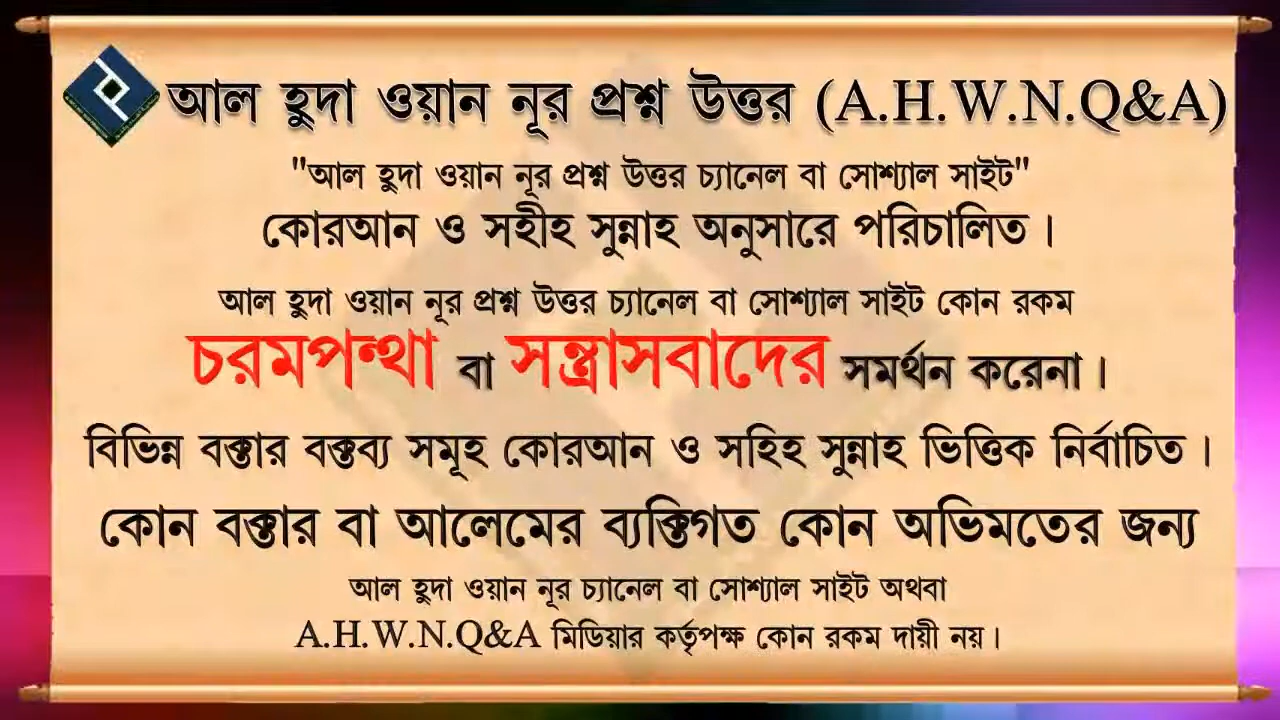 আল হুদা ওয়ান নূর প্রশ্ন উত্তর (A.H.W.N.Q&A)
"আল হুদা ওয়ান নূর প্রশ্ন উত্তর চ্যানেল বা সোশ্যাল সাইট"
কোরআন ও সহীহ সুন্নাহ অনুসারে পরিচালিত।
আল হুদা ওয়ান নূর প্রশ্ন উত্তর চ্যানেল বা সোশ্যাল সাইট কোন রকম
চরমপন্থা বা সন্ত্রাসবাদের সমর্থন করেনা।
বিভিন্ন বক্তার বক্তব্য সমূহ কোরআন ও সহিহ সুন্নাহ ভিত্তিক নির্বাচিত।
কোন বক্তার বা আলেমের ব্যক্তিগত কোন অভিমতের জন্য
আল হুদা ওয়ান নূর চ্যানেল বা সোশ্যাল সাইট অথবা
A.H.W.N.Q&A মিডিয়ার কর্তৃপক্ষ কোন রকম দায়ী নয়।